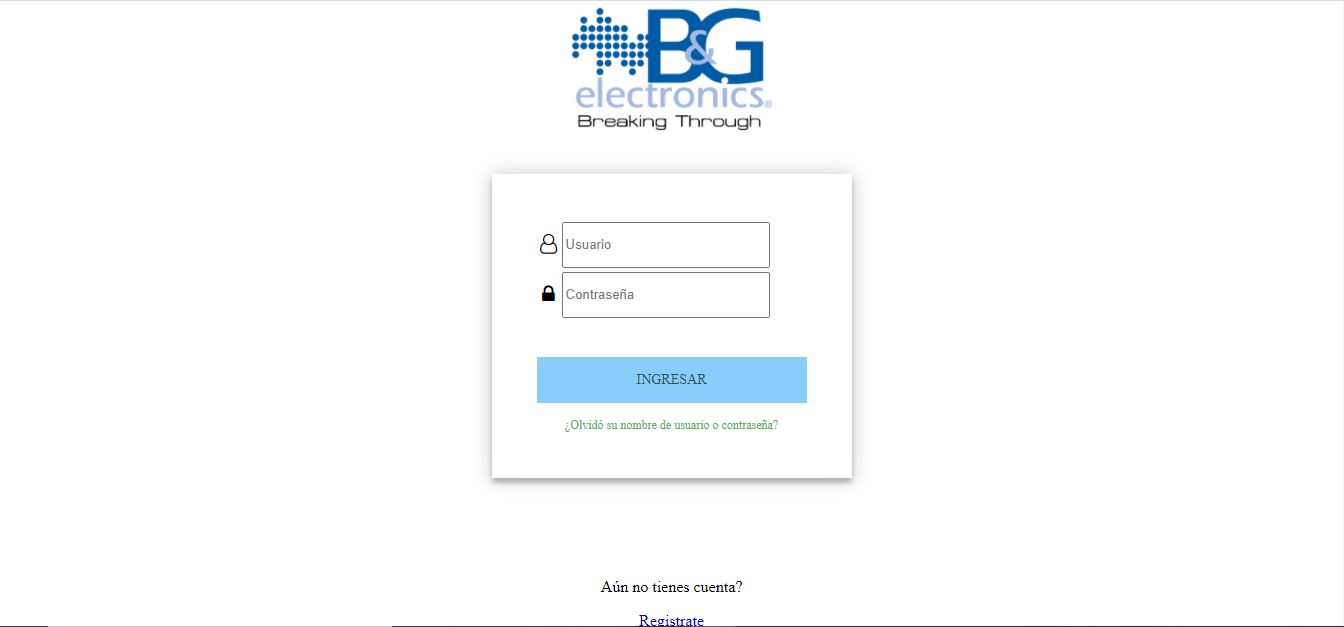 B&G
electronics®
Breaking Through
Usuario
Contraseña
INGRESAR
¿Olvidó su nombre de usuario o contraseña?
Aún no tienes cuenta?
Registrate